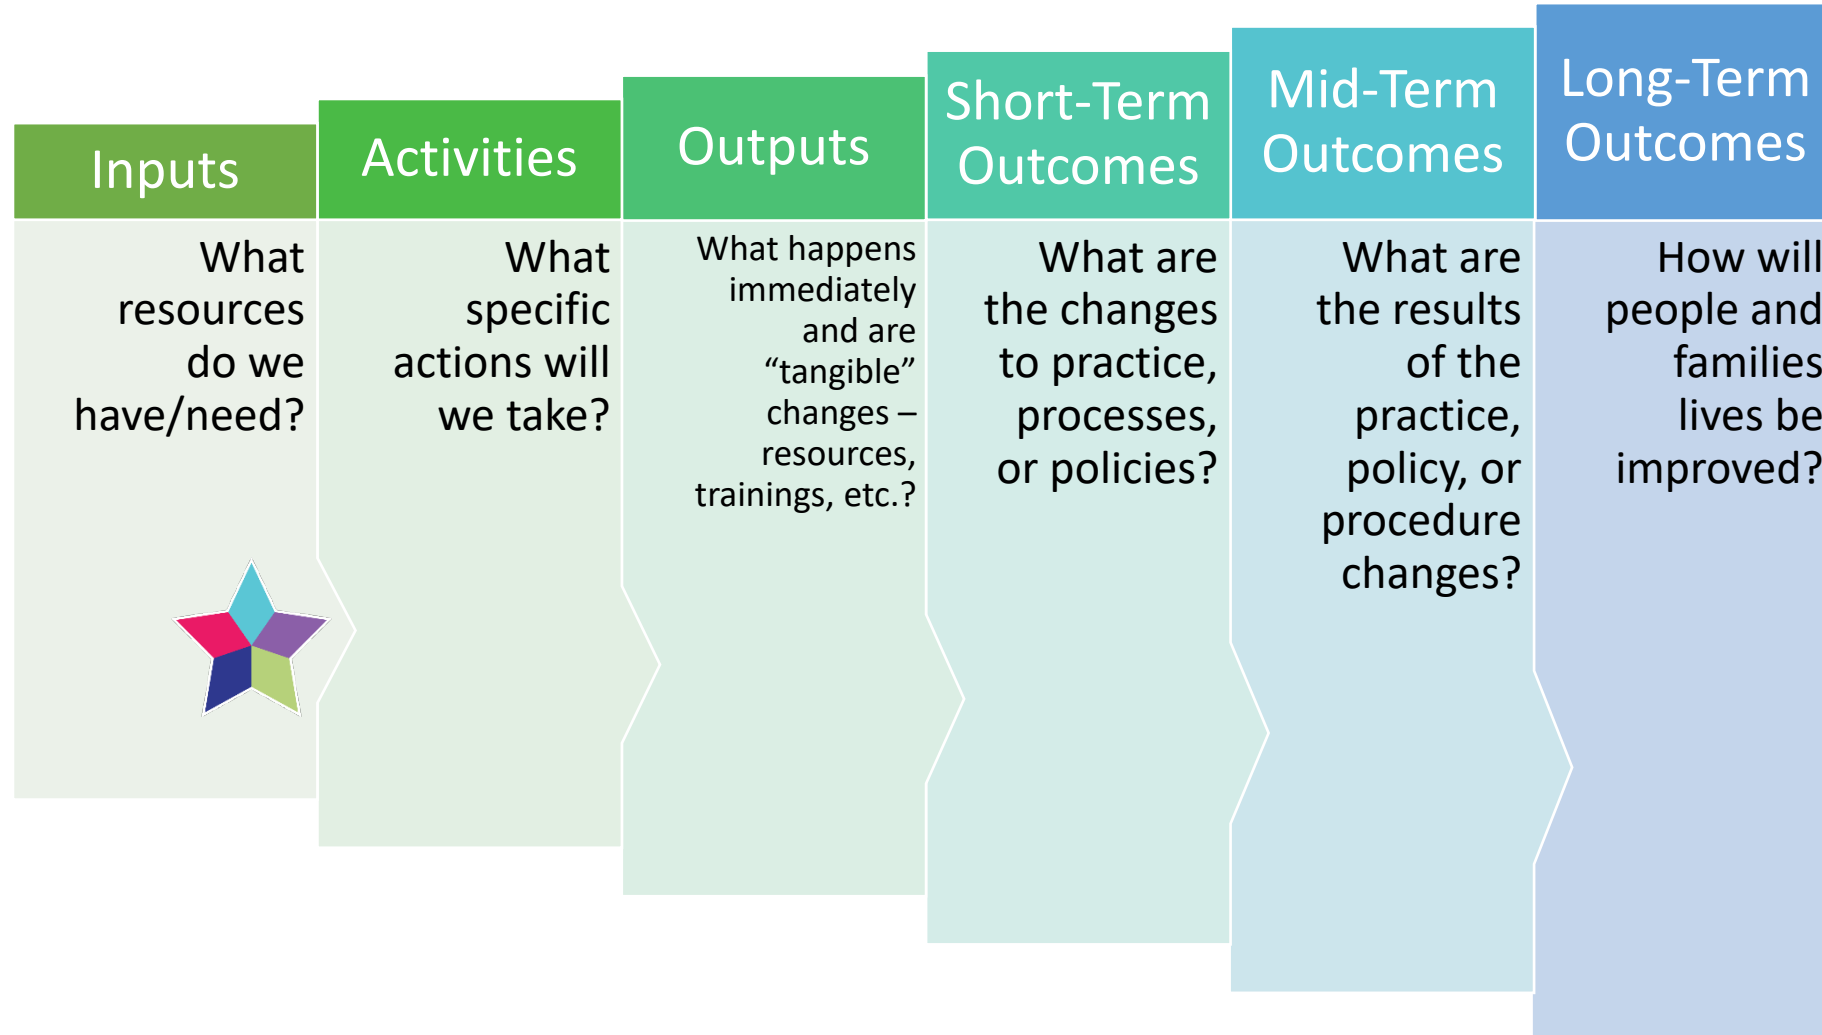 Inputs
What
resources
do we
have/need?
Activities
What
specific
actions will
we take?
Outputs
What happens
immediately
and are
“tangible”
changes –
resources,
trainings, etc.?
Short-Term
Outcomes
What are
the changes
to practice,
processes,
or policies?
Mid-Term
Outcomes
What are
the results
of the
practice,
policy, or
procedure
changes?
Long-Term
Outcomes
How will
people and
families
lives be
improved?